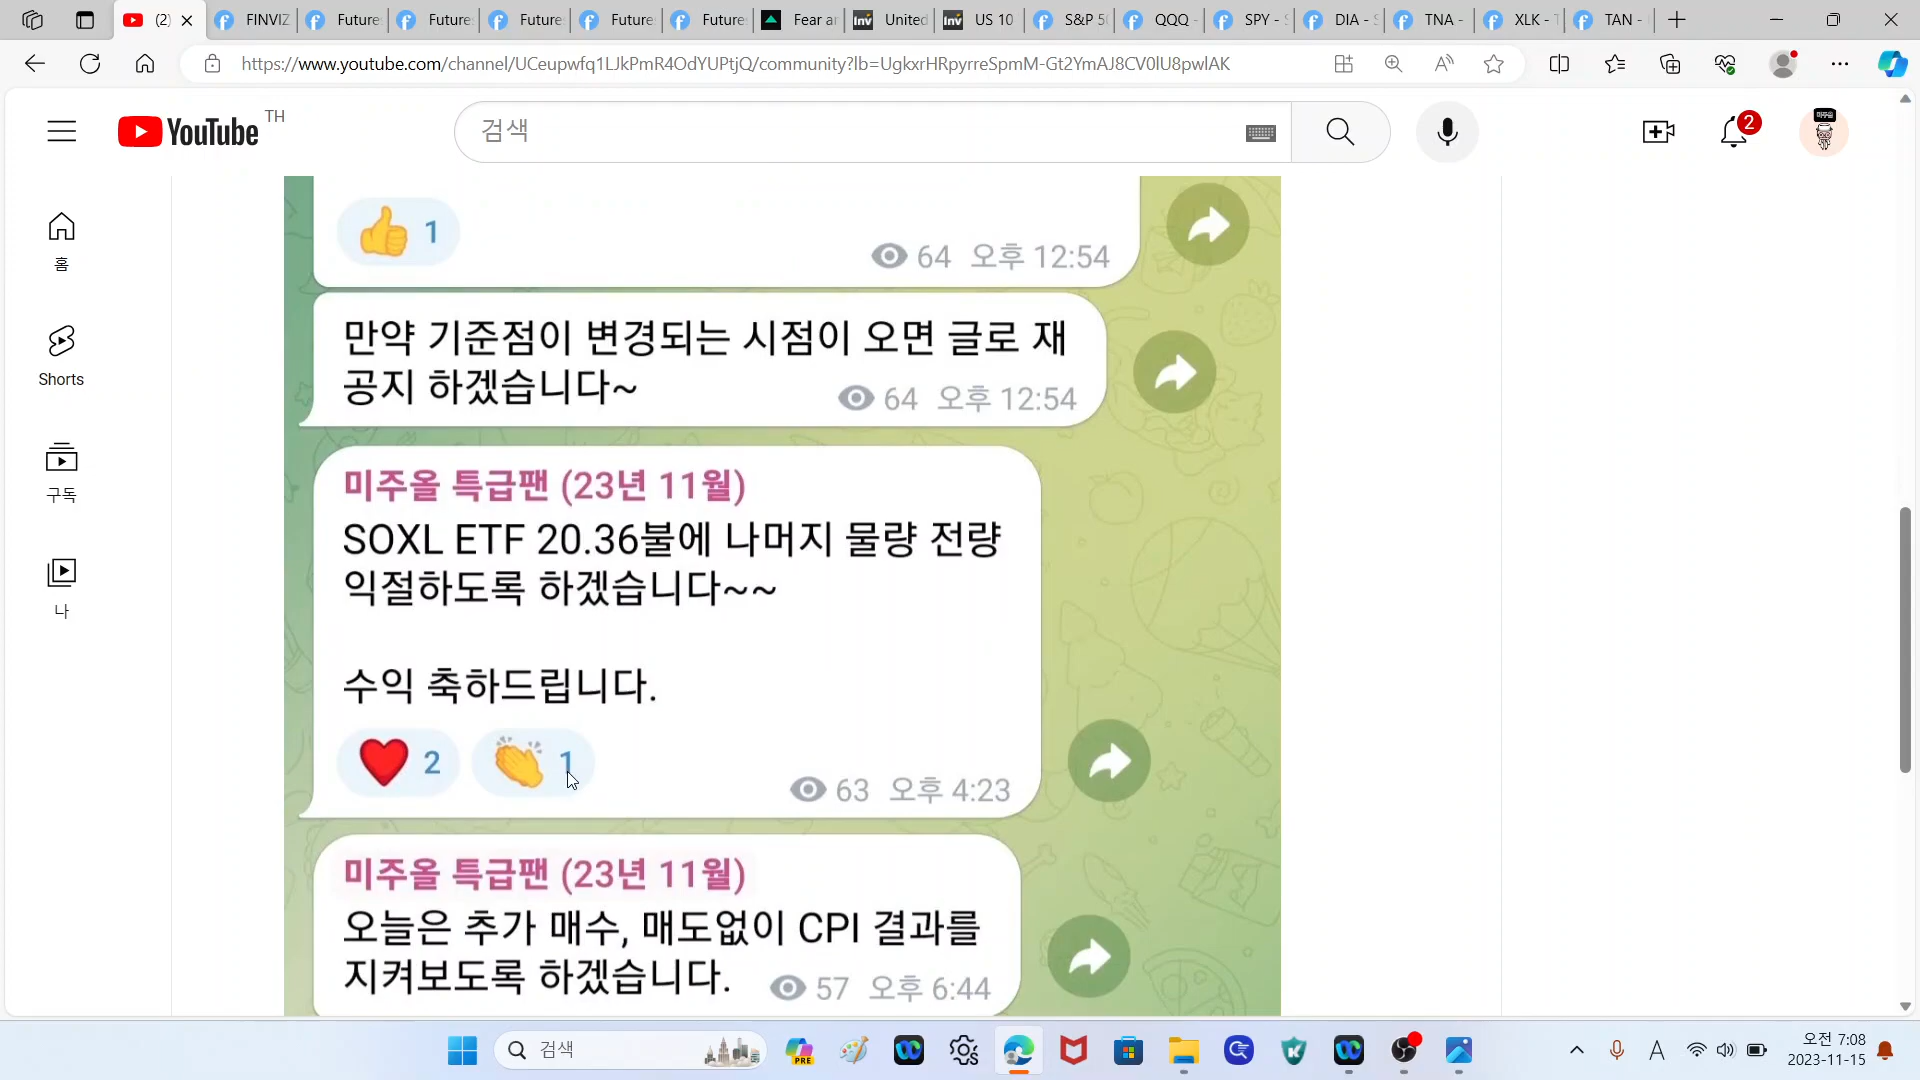 (2)
FINVIZ
Future
Future
Future
Future
Future
Fear an
Inv
United
Inv
US 10
S&P 50
QQQ -
SPY - S
DIA - S
TNA -
XLK - T
TAN -
https://www.youtube.com/channel/UCeupwfq1LJkPmR4OdYUPtjQ/community?lb=UgkxrHRpyrreSpmM-Gt2YmAJ8CV0lU8pwlAK
YouTube TH
검색
2
홈
Shorts
구독
나
1
64 오후 12:54
만약 기준점이 변경되는 시점이 오면 글로 재
공지 하겠습니다~
64 오후 12:54
미주올 특급팬 (23년 11월)
SOXL ETF 20.36불에 나머지 물량 전량
익절하도록 하겠습니다~~
수익 축하드립니다.
2
1
63 오후 4:23
미주올 특급팬 (23년 11월)
오늘은 추가 매수, 매도없이 CPI 결과를
지켜보도록 하겠습니다.
57 오후 6:44
검색
PRE
A
오전 7:08
2023-11-15